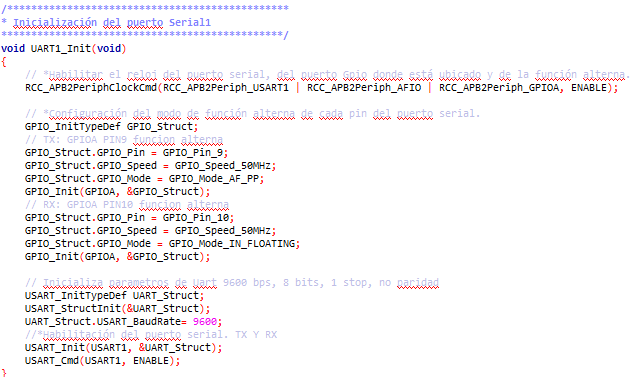 /************************************************
* Inicialización del puerto Serial1
************************************************/
void UART1_Init(void)
{
// *Habilitar el reloj del puerto serial, del puerto Gpio donde está ubicado y de la función alterna.
RCC_APB2PeriphClockCmd(RCC_APB2Periph_USART1 | RCC_APB2Periph_AFIO | RCC_APB2Periph_GPIOA, ENABLE);
// *Configuración del modo de función alterna de cada pin del puerto serial.
GPIO_InitTypeDef GPIO_Struct;
// TX: GPIOA PIN9 funcion alterna
GPIO_Struct.GPIO_Pin = GPIO_Pin_9;
GPIO_Struct.GPIO_Speed = GPIO_Speed_50MHz;
GPIO_Struct.GPIO_Mode = GPIO_Mode_AF_PP;
GPIO_Init(GPIOA, &GPIO_Struct);
// RX: GPIOA PIN10 funcion alterna
GPIO_Struct.GPIO_Pin = GPIO_Pin_10;
GPIO_Struct.GPIO_Speed = GPIO_Speed_50MHz;
GPIO_Struct.GPIO_Mode = GPIO_Mode_IN_FLOATING;
GPIO_Init(GPIOA, &GPIO_Struct);
// Inicializa parametros de Uart 9600 bps, 8 bits, 1 stop, no paridad
USART_InitTypeDef UART_Struct;
USART_StructInit(&UART_Struct);
UART_Struct.USART_BaudRate= 9600;
//*Habilitación del puerto serial. TX Y RX
USART_Init(USART1, &UART_Struct);
USART_Cmd(USART1, ENABLE);
}